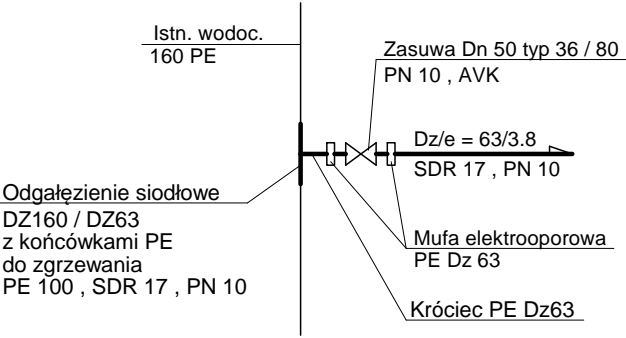 Istn. wodoc.
160 PE
Zasuwa Dn 50 typ 36 / 80
PN 10 , AVK
Dz/e = 63/3.8
SDR 17 , PN 10
Odgałęzienie siodłowe
DZ160 / DZ63
z końcówkami PE
do zgrzewania
PE 100 , SDR 17 , PN 10
Mufa elektrooporowa
PE Dz 63
Króciec PE Dz63